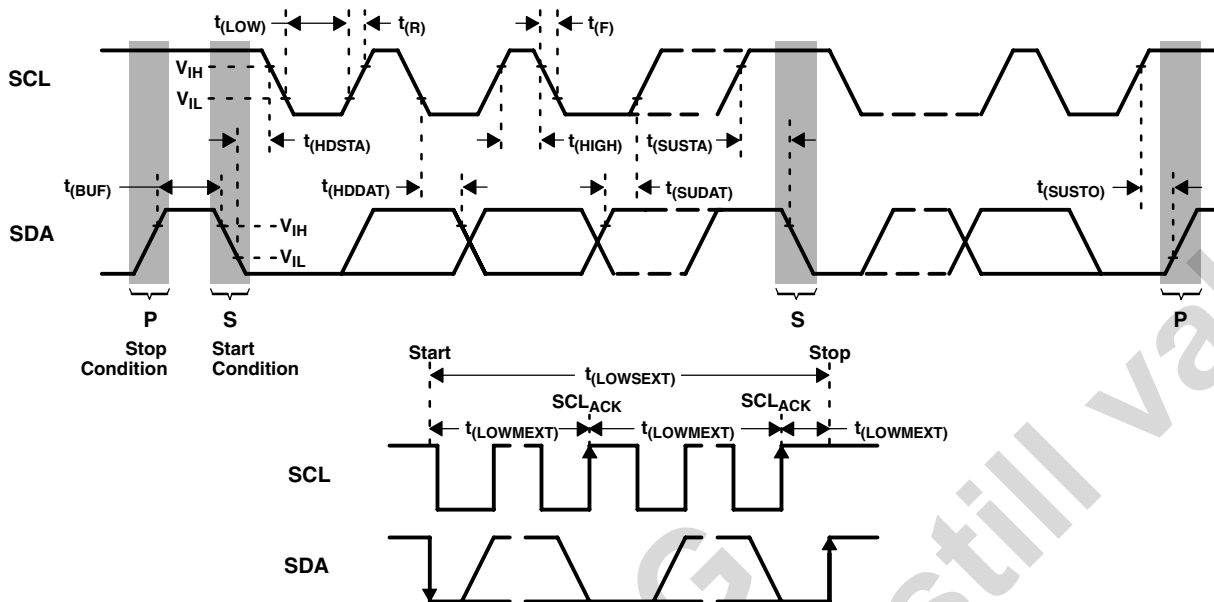 t(LOW) t(R) t(F)
SCL
VIH
VIL
t(HDSTA) t(HIGH) t(SUSTA)
t(BUF) t(HDDAT) t(SUDAT) t(SUSTO)
SDA
VIH
VIL
P S S P
Stop Condition
Start Condition
Start Stop
t(LOWSEXT)
SCLACK SCLACK
t(LOWMEXT) t(LOWMEXT) t(LOWMEXT)
SCL
SDA
G
still